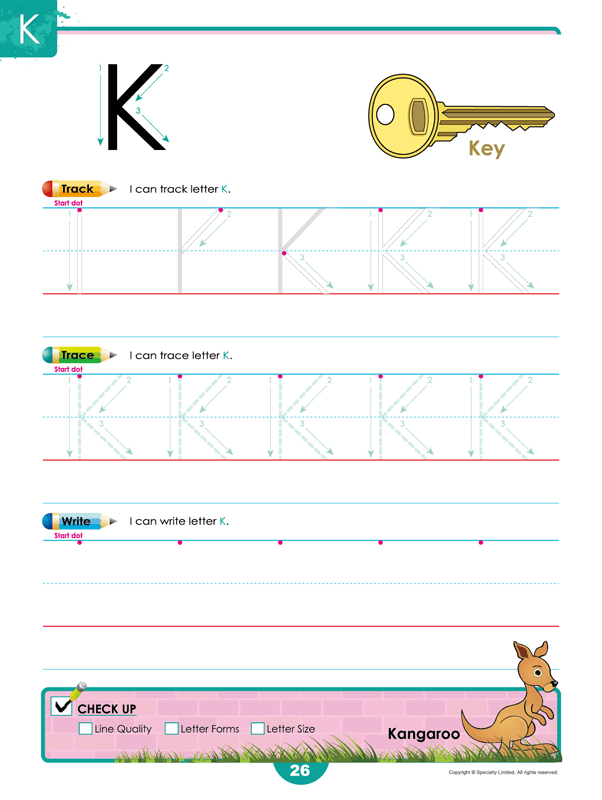 K
1 2
K
3
Key
Track I can track letter K.
Start dot
1 2 3 1 2 3 1 2 3
Trace I can trace letter K.
Start dot
1 2 1 2 1 2 1 2 1 2
K K K K K
3 3 3 3 3
Write I can write letter K.
Start dot
CHECK UP
Line Quality Letter Forms Letter Size
Kangaroo
26
Copyright © Specialty Limited. All rights reserved.